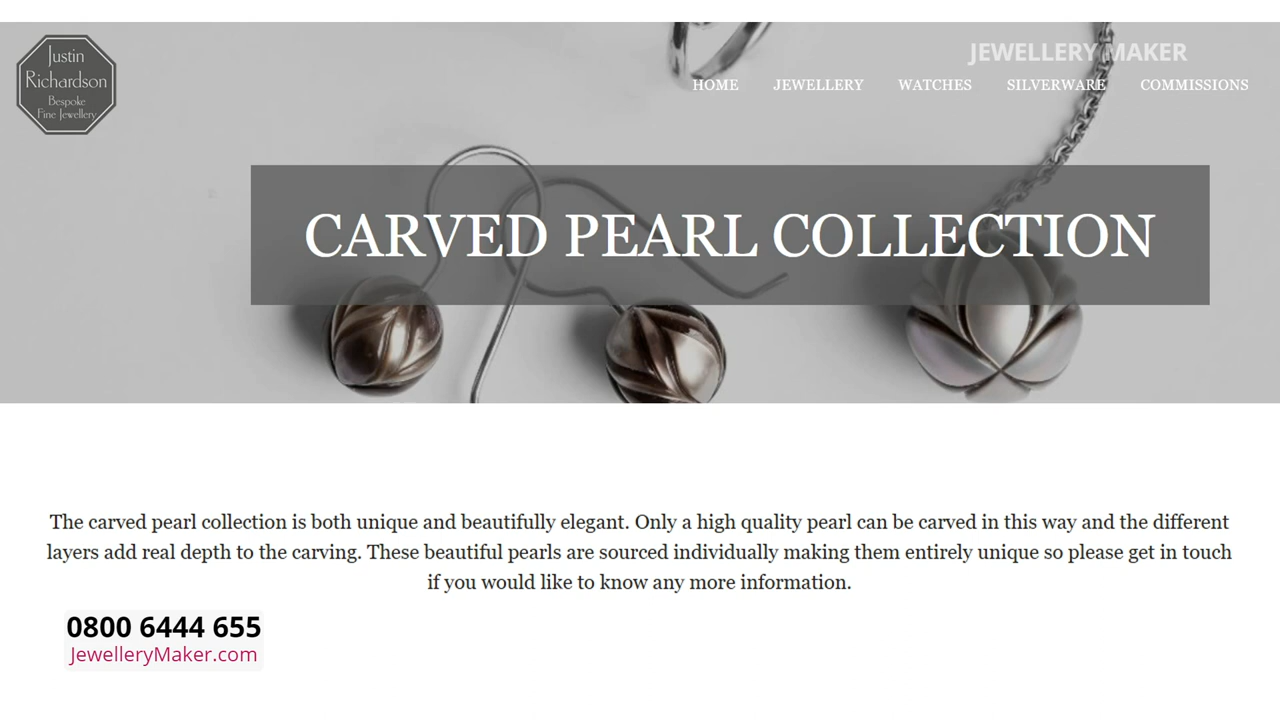 Justin
Richardson
Bespoke
Fine Jewellery
JEWELLERY MAKER
HOME JEWELLERY WATCHES SILVERWARE COMMISSIONS
CARVED PEARL COLLECTION
The carved pearl collection is both unique and beautifully elegant. Only a high quality pearl can be carved in this way and the different
layers add real depth to the carving. These beautiful pearls are sourced individually making them entirely unique so please get in touch
if you would like to know any more information.
0800 6444 655
JewelleryMaker.com